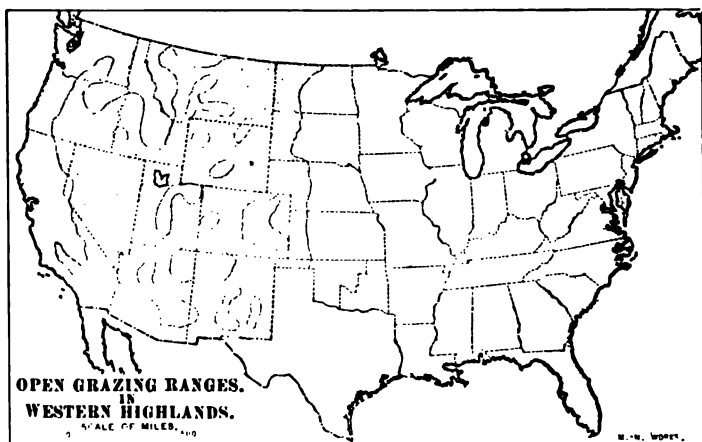 OPEN GRAZING RANGES.
IN
WESTERN HIGHLANDS.
SCALE OF MILES.